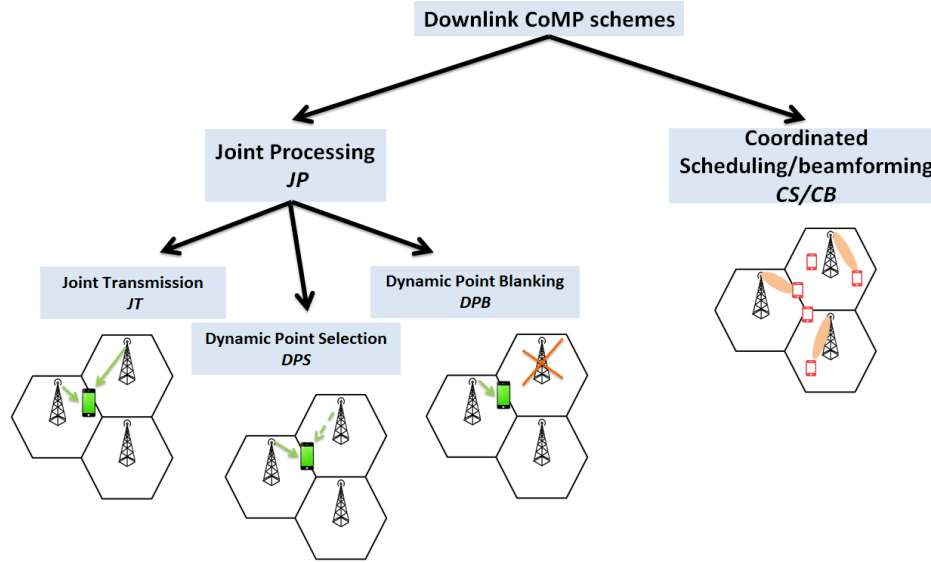 Downlink CoMP schemes
Joint Processing
JP
Coordinated
Scheduling/beamforming
CS/CB
Joint Transmission
JT
Dynamic Point Selection
DPS
Dynamic Point Blanking
DPB